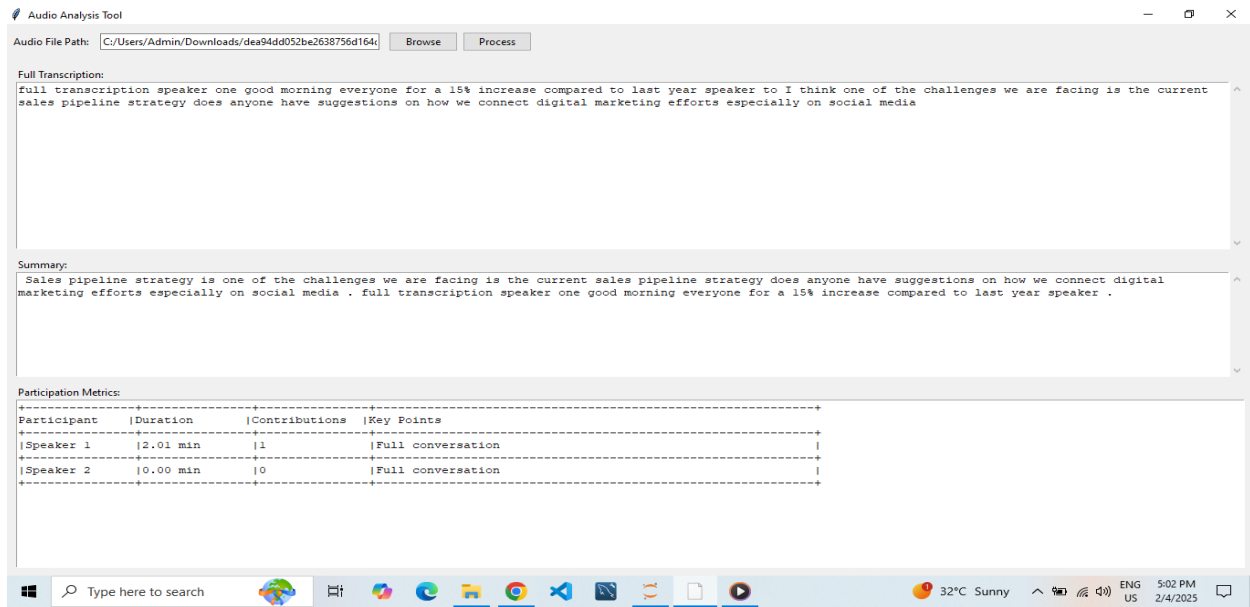 Audio Analysis Tool
Audio File Path: C:/Users/Admin/Downloads/dea94dd052be2638756d164c Browse Process
Full Transcription:
full transcription speaker one good morning everyone for a 15% increase compared to last year speaker to I think one of the challenges we are facing is the current
sales pipeline strategy does anyone have suggestions on how we connect digital marketing efforts especially on social media
Summary:
Sales pipeline strategy is one of the challenges we are facing is the current sales pipeline strategy does anyone have suggestions on how we connect digital
marketing efforts especially on social media . full transcription speaker one good morning everyone for a 15% increase compared to last year speaker .
Participation Metrics:
Participant |Duration |Contributions |Key Points
|Speaker 1 |2.01 min |1 |Full conversation |
|Speaker 2 |0.00 min |0 |Full conversation |
Type here to search 1 32°C Sunny ENG 5:02 PM
US 2/4/2025